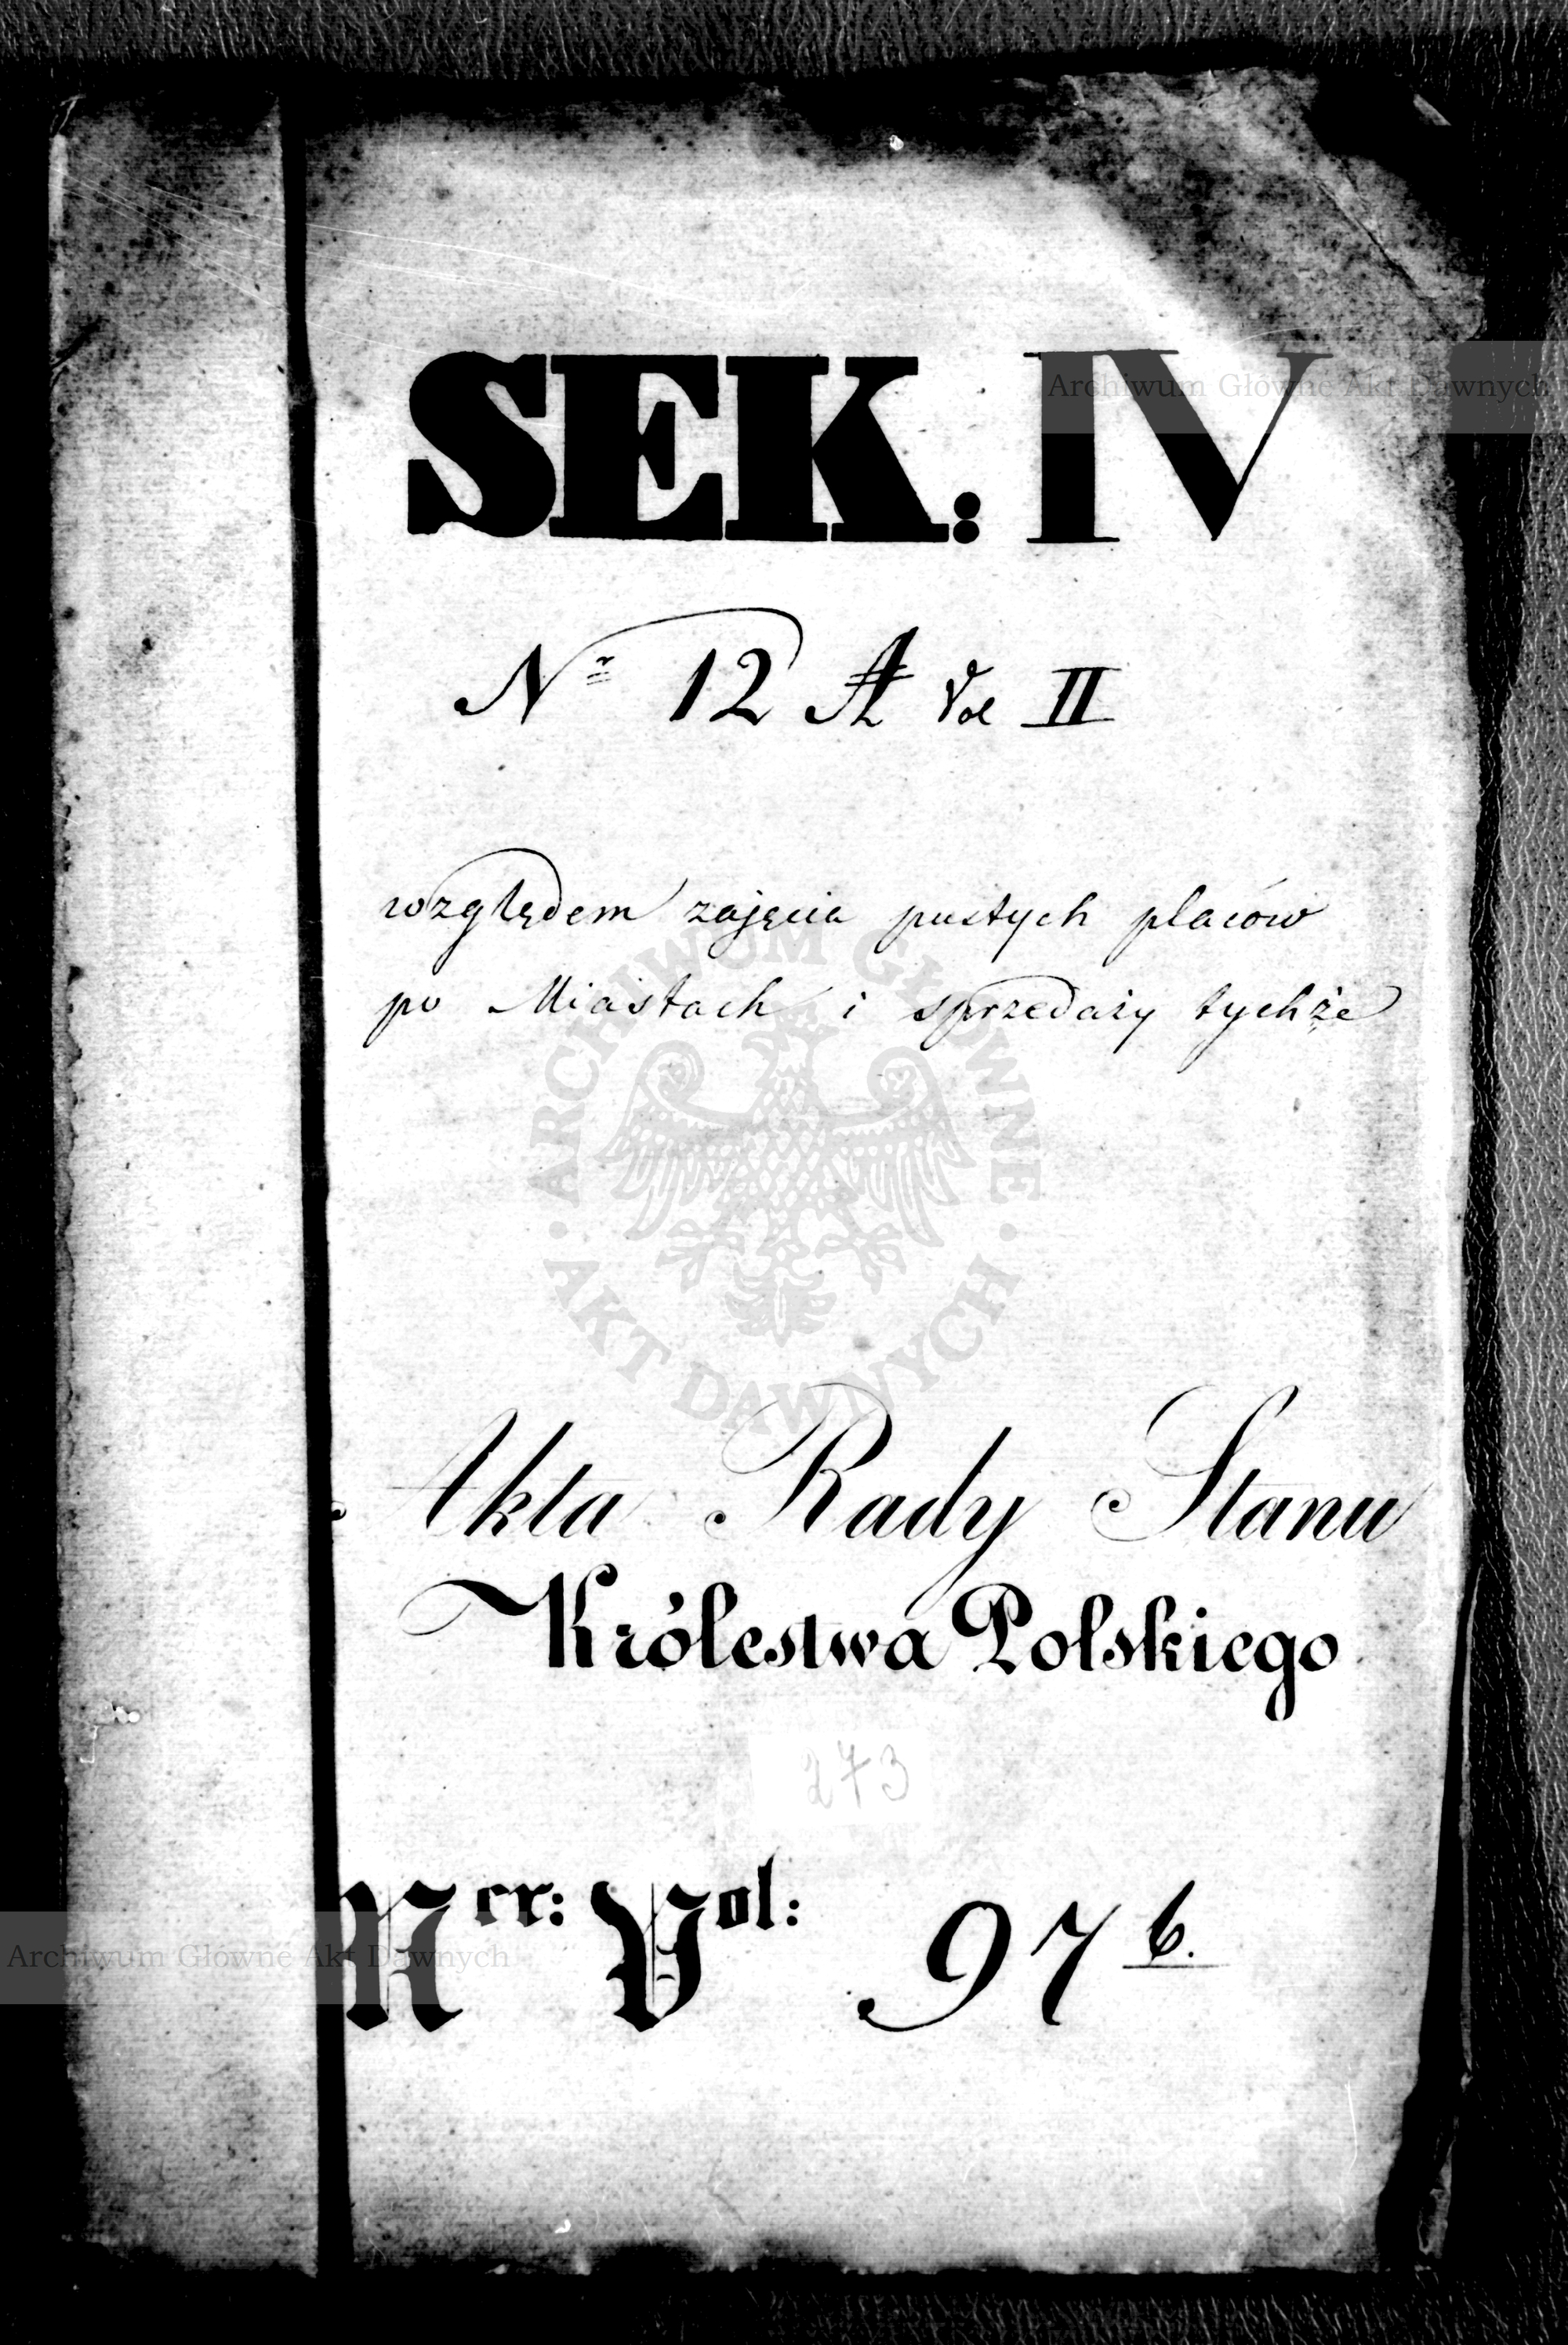 SEK: IV
Nr 12 A Vol II
względem zajęcia pustych placów
po Miastach i sprzedaży tychże
Akta Rady Stanu
Królestwa Polskiego
273
Ner: Vol: 97 b.
Archiwum Główne Akt Dawnych
ARCHIWUM GŁÓWNE · AKT DAWNYCH ·
Archiwum Główne Akt Dawnych